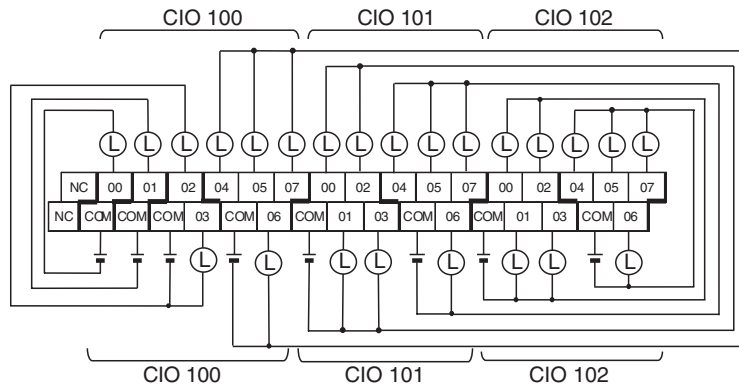 CIO 100 CIO 101 CIO 102
L L L L L L L L L L L L L L L L
NC 00 01 02 04 05 07 00 02 04 05 07 00 02 04 05 07
NC COM COM COM 03 COM 06 COM 01 03 COM 06 COM 01 03 COM 06
L L L L L L L L
CIO 100 CIO 101 CIO 102